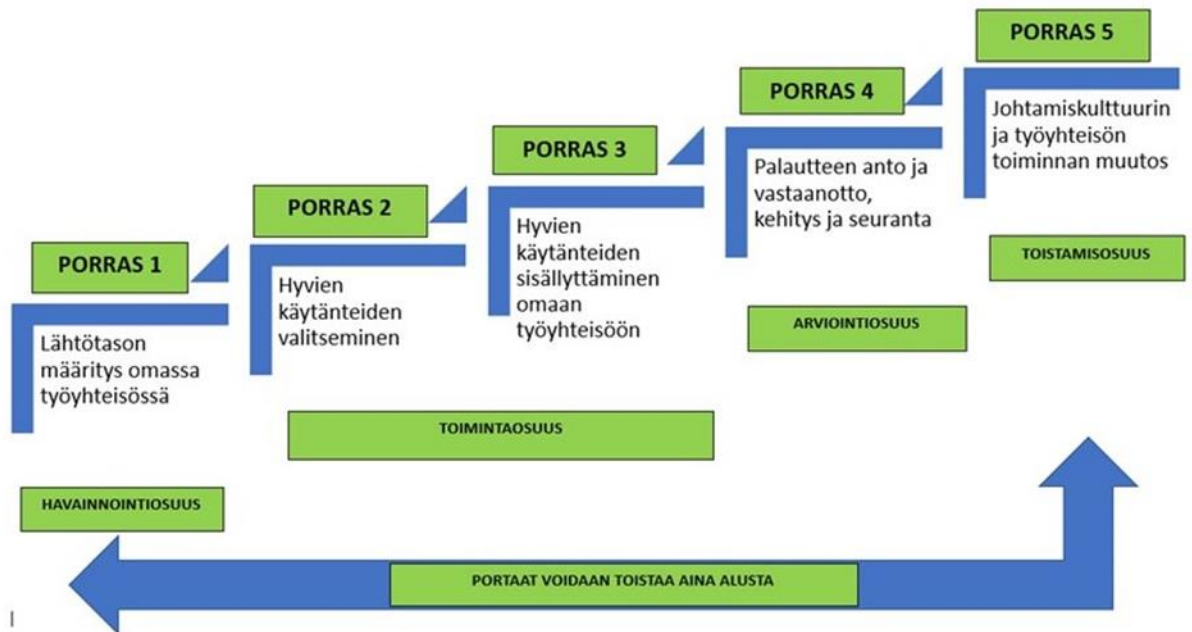 PORRAS 1
Lähtötason
määritys omassa
työyhteisössä
HAVAINNOINTIOSUUS
PORRAS 2
Hyvien
käytänteiden
valitseminen
PORRAS 3
Hyvien
käytänteiden
sisällyttäminen
omaan
työyhteisöön
TOIMINTAOSUUS
PORRAS 4
Palautteen anto ja
vastaanotto,
kehitys ja seuranta
ARVIOINTIOSUUS
PORRAS 5
Johtamiskulttuurin
ja työyhteisön
toiminnan muutos
TOISTAMISOSUUS
PORTAAT VOIDAAN TOISTAA AINA ALUSTA